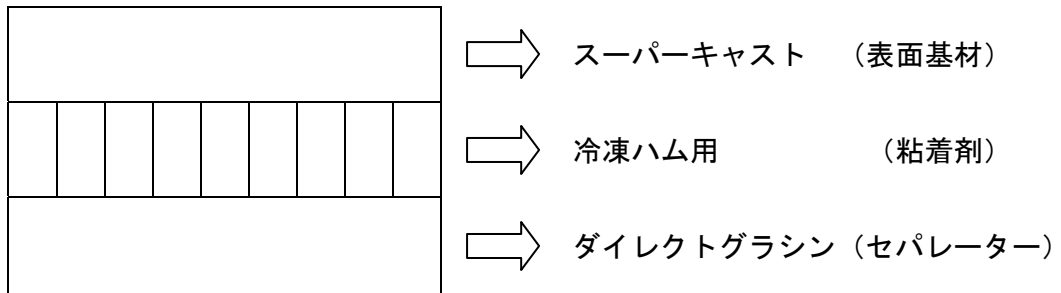 スーパーキャスト （表面基材）
冷凍ハム用 （粘着剤）
ダイレクトグラシン（セパレーター）